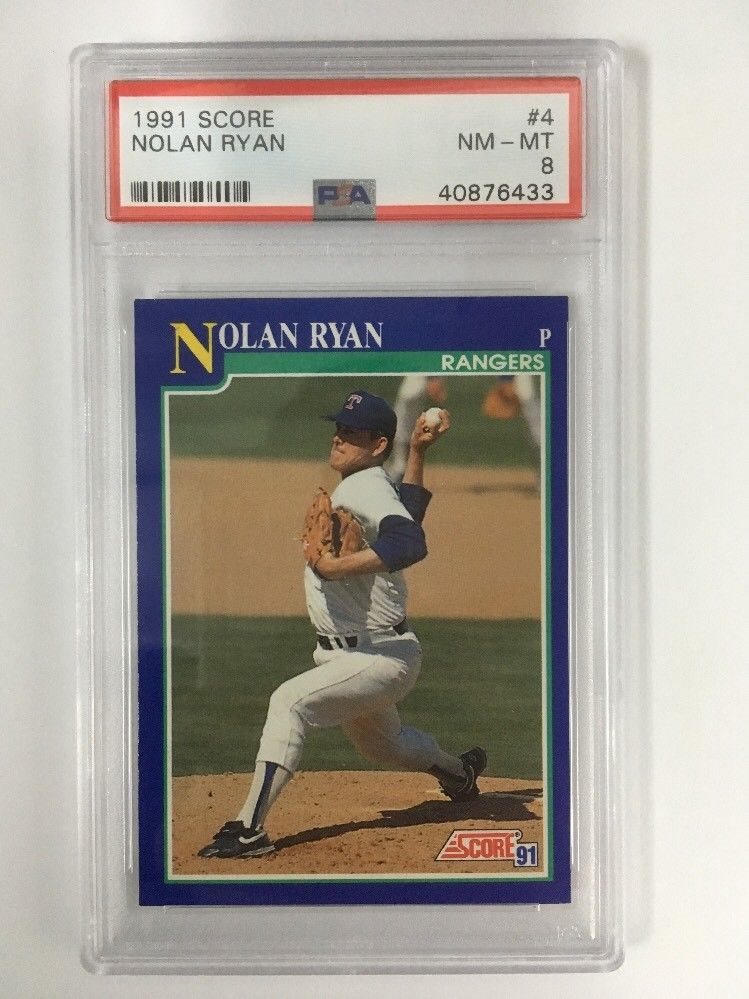 1991 SCORE #4
NOLAN RYAN NM - MT
8
PSA 40876433
NOLAN RYAN P
RANGERS
T
SCORE® 91